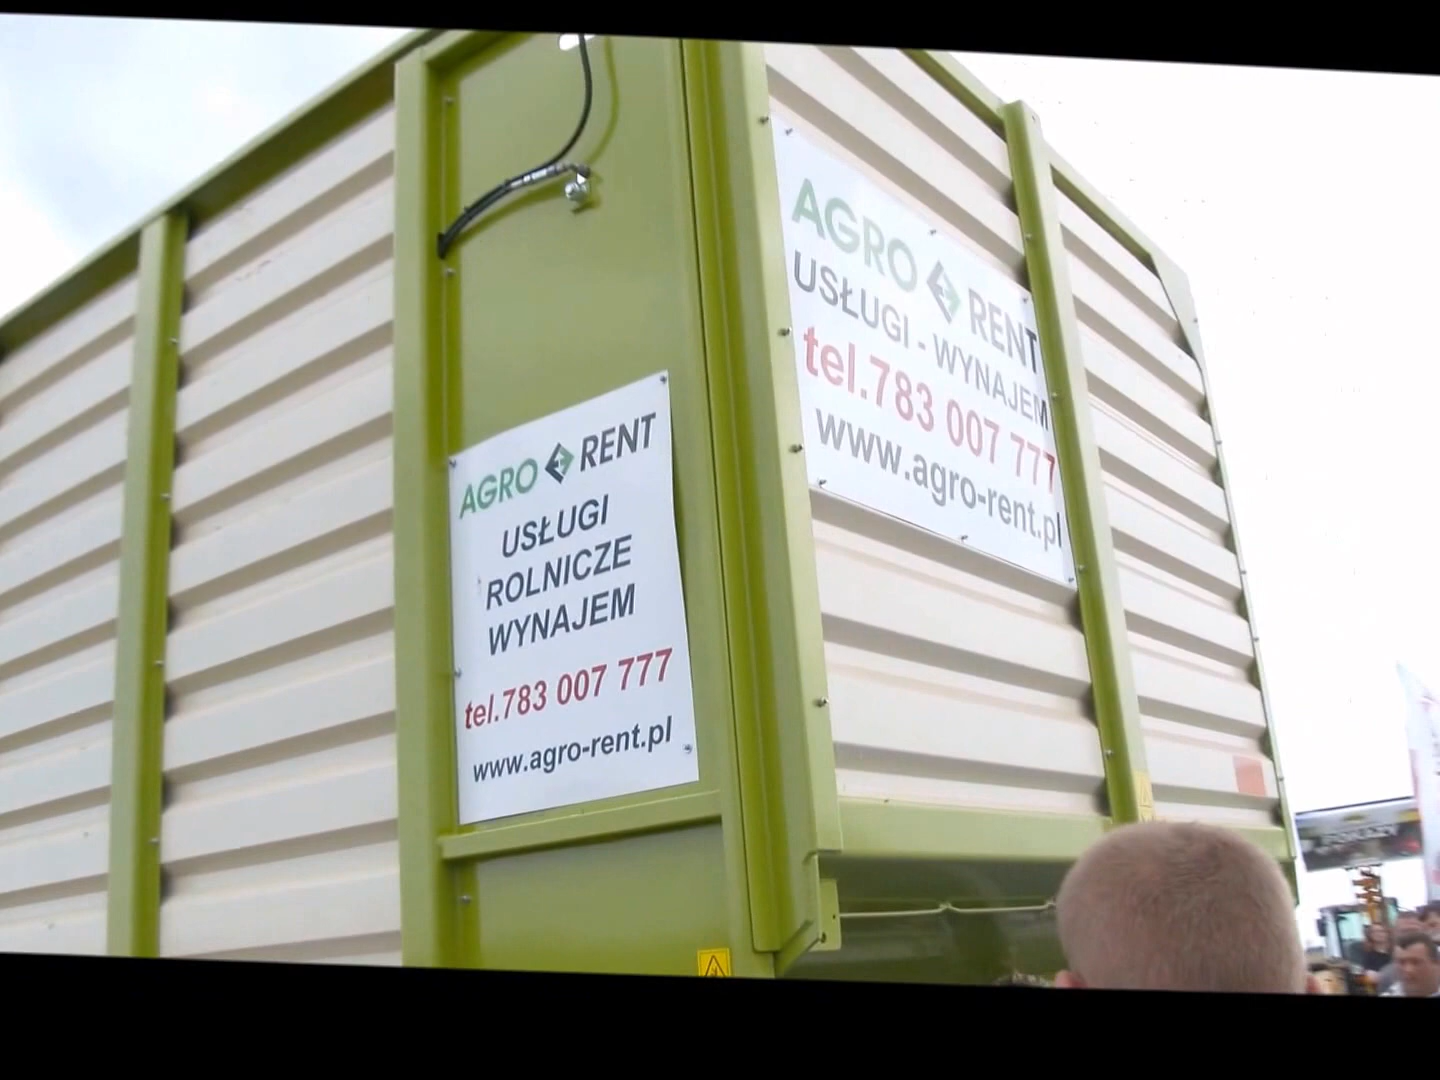 AGRO RENT
USŁUGI
ROLNICZE
WYNAJEM
tel.783 007 777
www.agro-rent.pl
AGRO RENT
USŁUGI - WYNAJEM
tel.783 007 777
www.agro-rent.pl